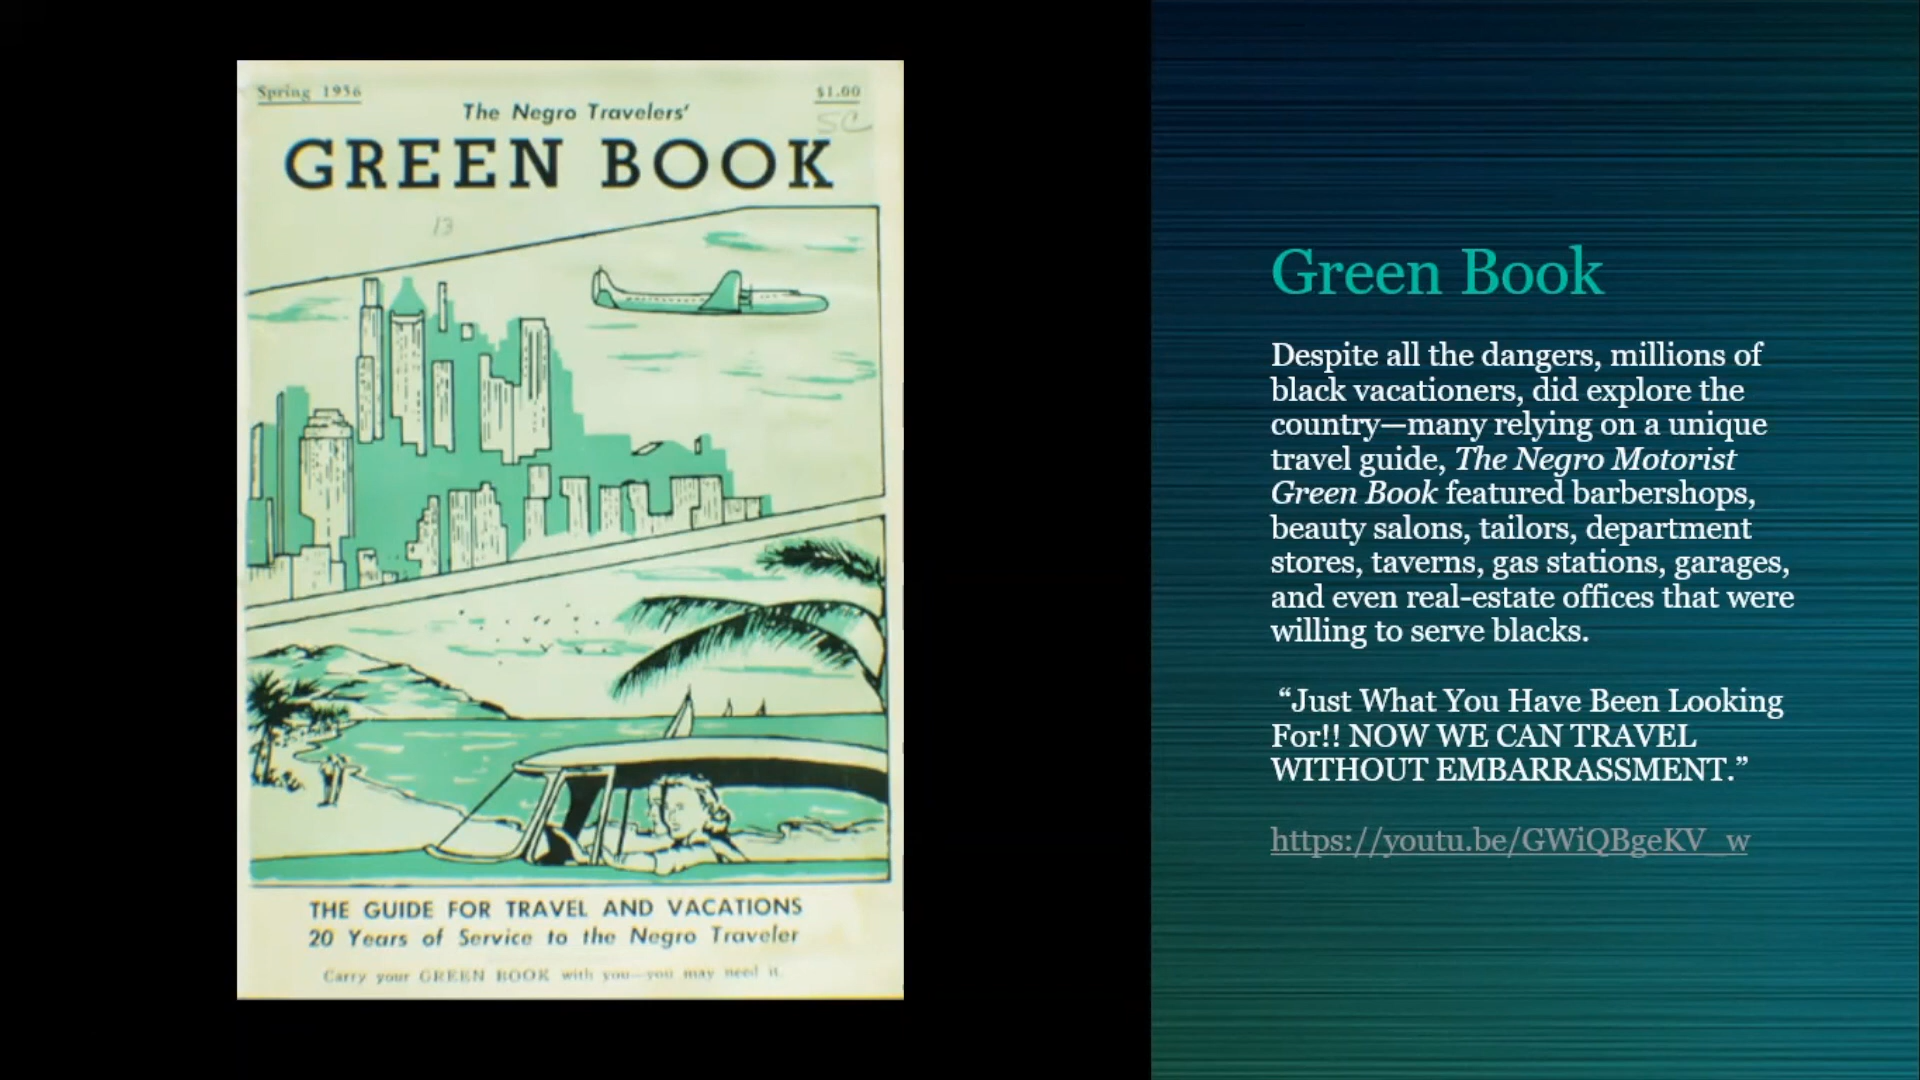 Spring 1956
$1.00
SC
The Negro Travelers'
GREEN BOOK
13
THE GUIDE FOR TRAVEL AND VACATIONS
20 Years of Service to the Negro Traveler
Carry your GREEN BOOK with you—you may need it.
Green Book
Despite all the dangers, millions of
black vacationers, did explore the
country—many relying on a unique
travel guide, The Negro Motorist
Green Book featured barbershops,
beauty salons, tailors, department
stores, taverns, gas stations, garages,
and even real-estate offices that were
willing to serve blacks.
“Just What You Have Been Looking
For!! NOW WE CAN TRAVEL
WITHOUT EMBARRASSMENT.”
https://youtu.be/GWiQBgeKV_w